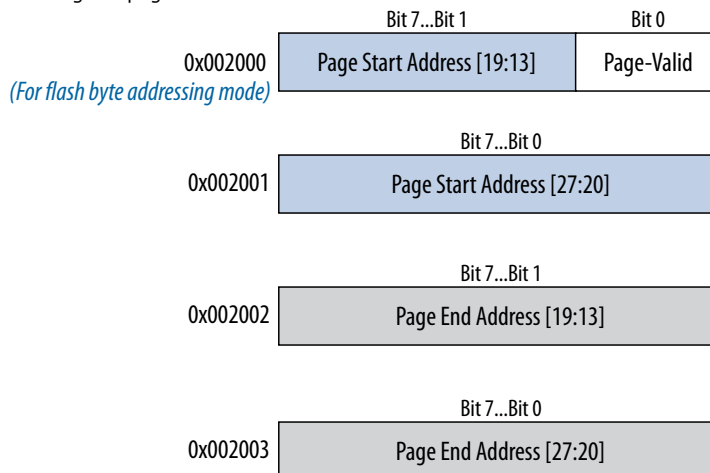 Bit 7...Bit 1 Bit 0
0x002000 Page Start Address [19:13] Page-Valid
(For flash byte addressing mode)
Bit 7...Bit 0
0x002001 Page Start Address [27:20]
Bit 7...Bit 1
0x002002 Page End Address [19:13]
Bit 7...Bit 0
0x002003 Page End Address [27:20]